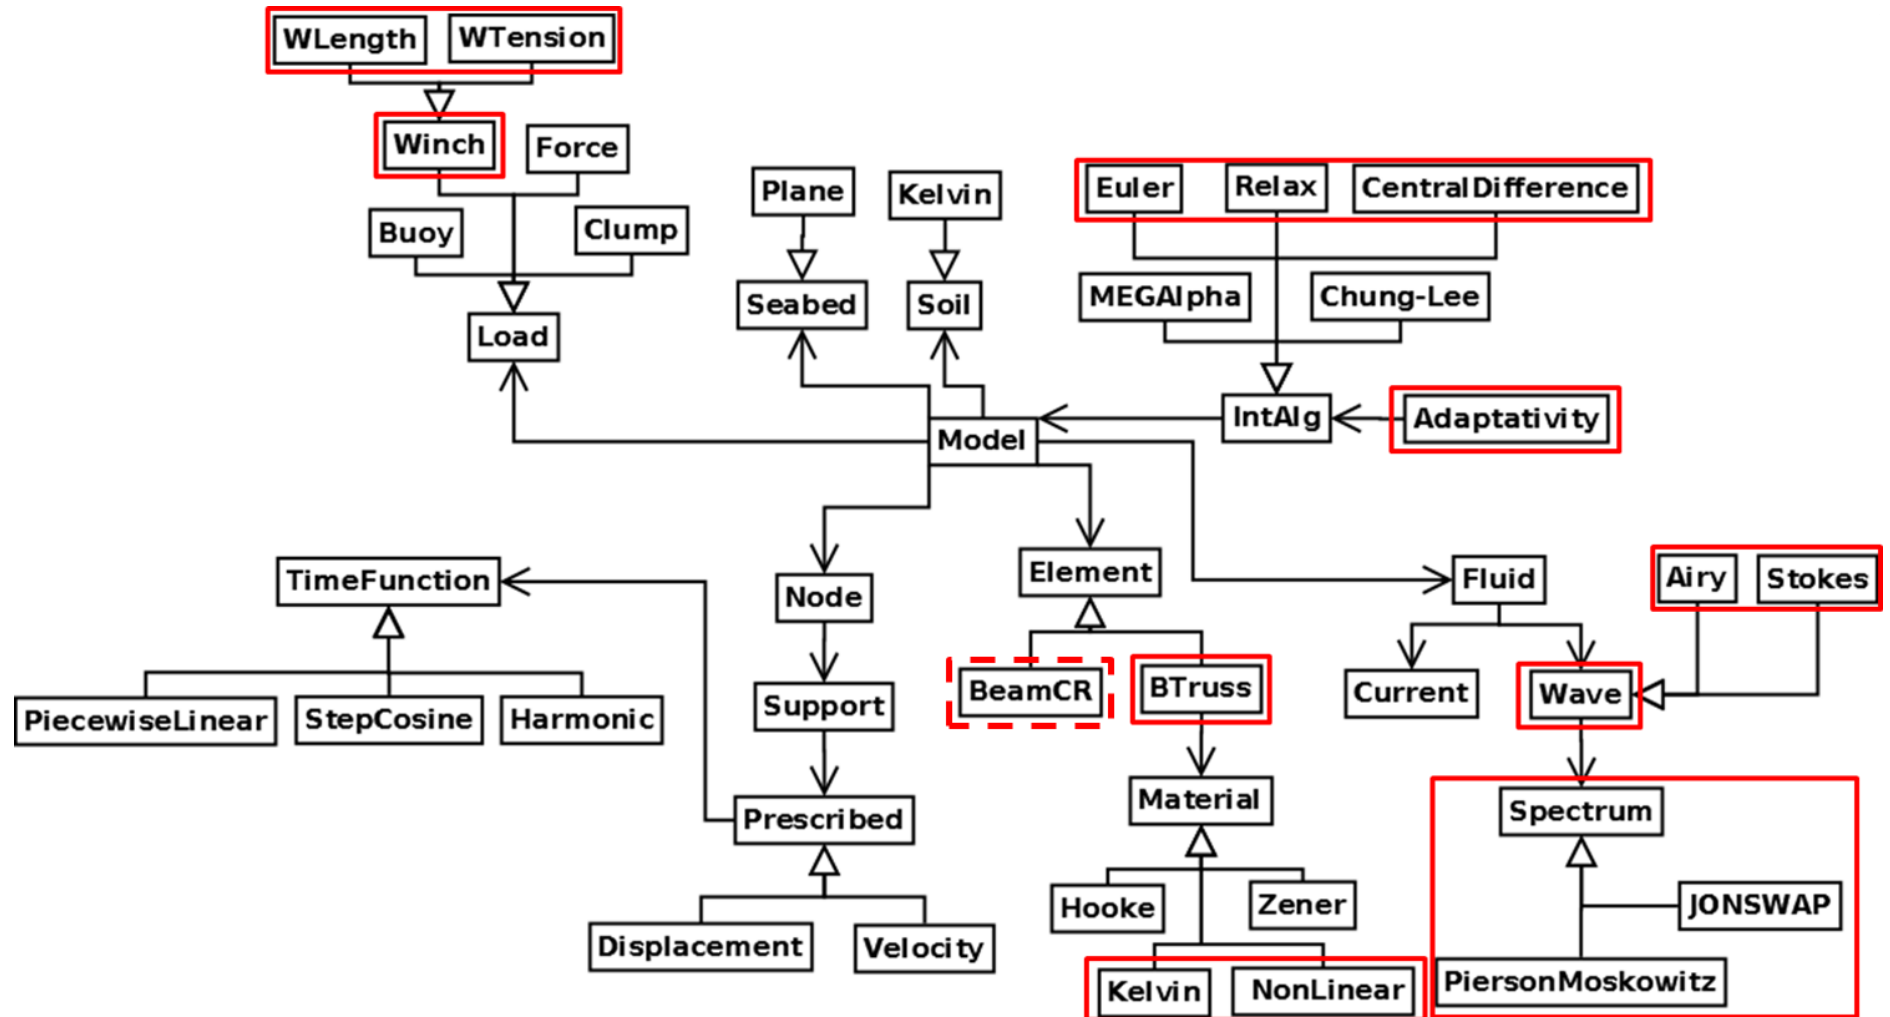 WLength WTension
Winch Force
Buoy Clump
Load
Plane Kelvin
Seabed Soil
Euler Relax CentralDifference
MEGAlpha Chung-Lee
IntAlg Adaptativity
Model
TimeFunction
PiecewiseLinear StepCosine Harmonic
Node
Support
Prescribed
Displacement Velocity
Element
BeamCR BTruss
Material
Hooke Zener
Kelvin NonLinear
Fluid
Airy Stokes
Current Wave
Spectrum
JONSWAP
PiersonMoskowitz